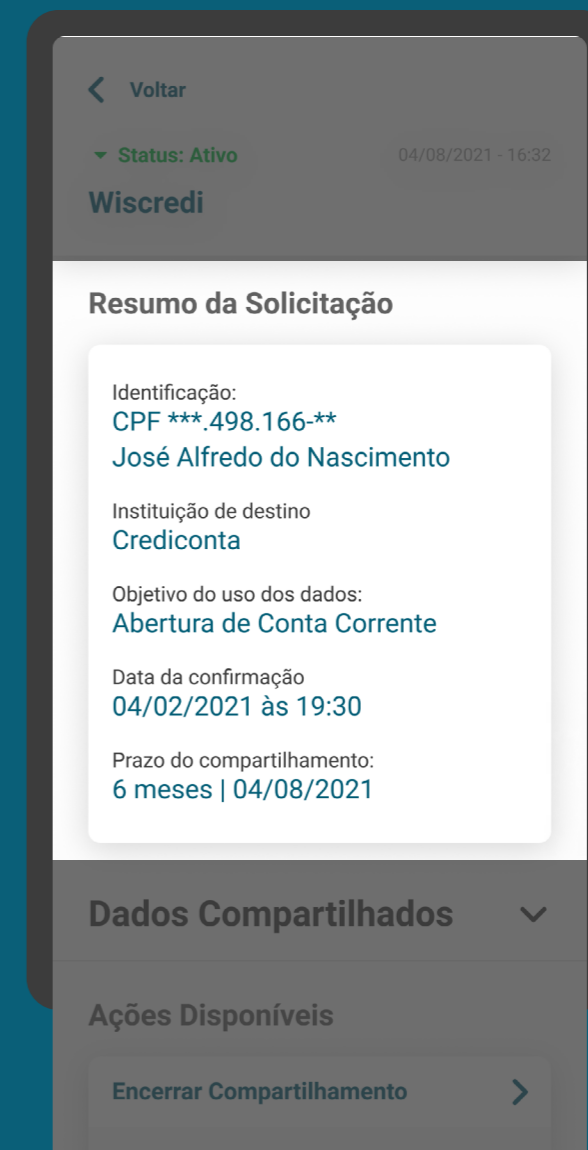 Voltar
Status: Ativo
04/08/2021 - 16:32
Wiscredi
Resumo da Solicitação
Identificação:
CPF ***.498.166-**
José Alfredo do Nascimento
Instituição de destino
Crediconta
Objetivo do uso dos dados:
Abertura de Conta Corrente
Data da confirmação
04/02/2021 às 19:30
Prazo do compartilhamento:
6 meses | 04/08/2021
Dados Compartilhados
Ações Disponíveis
Encerrar Compartilhamento